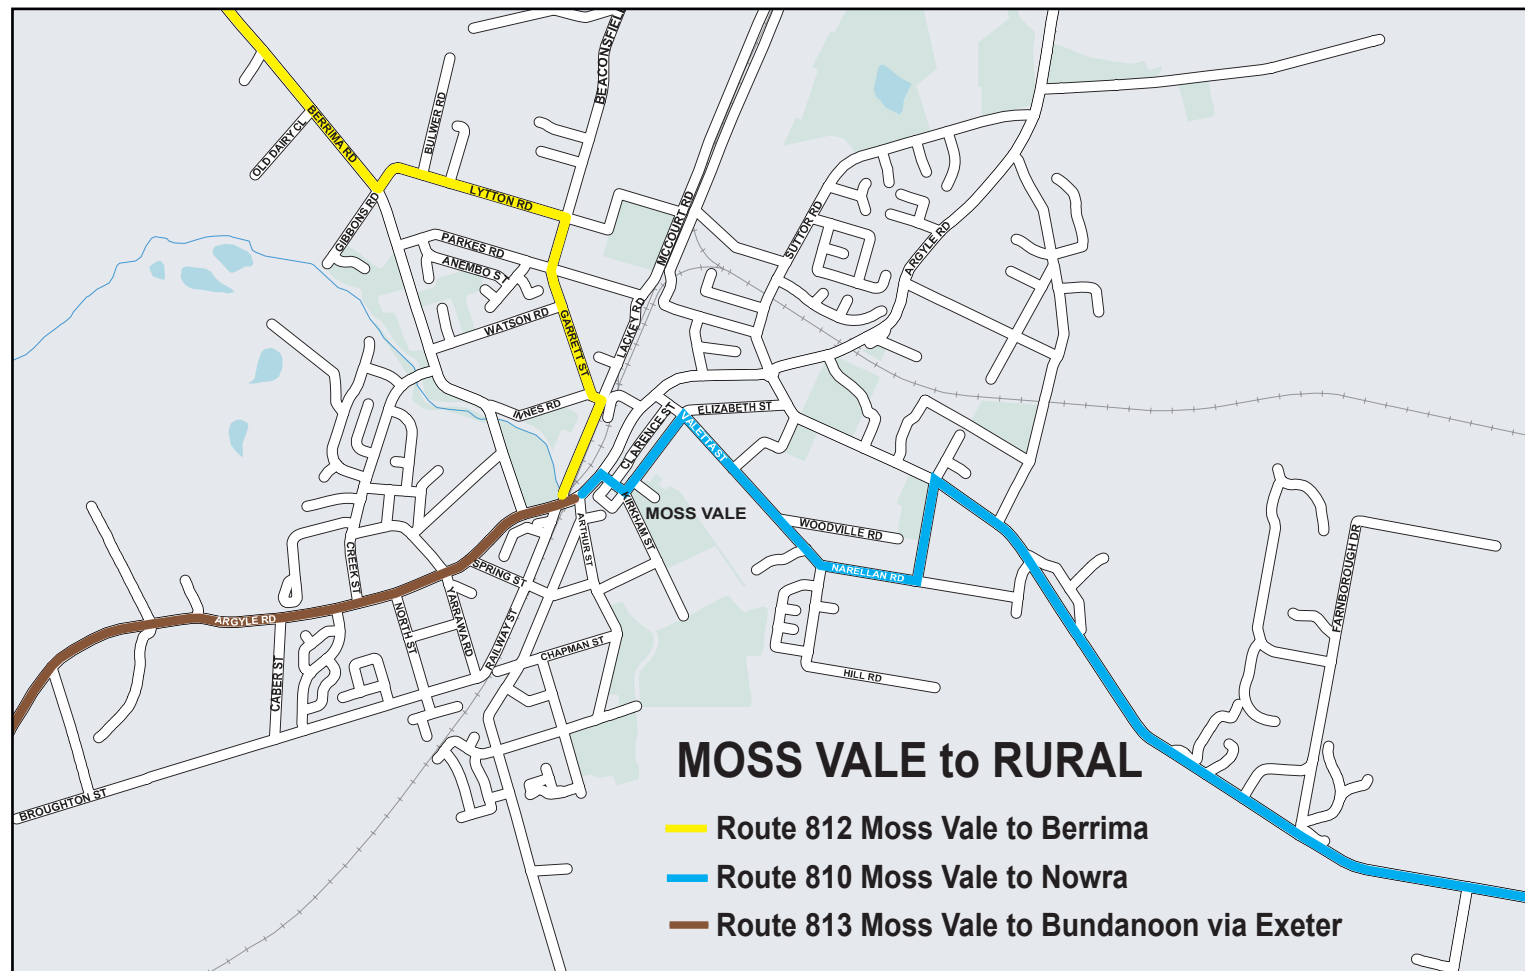 BEACONSFIELD
BULWER RD
OLD DAIRY CL
BERRIMA RD
LYTTON RD
GIBBONS RD
PARKES RD
ANEMBO ST
MCCOURT RD
SUTTOR RD
ARGYLE RD
WATSON RD
GARRETT ST
LACKEY RD
INNES RD
CLARENCE ST
ELIZABETH ST
VALETTA ST
KIRKHAM ST
MOSS VALE
ARTHUR ST
WOODVILLE RD
NARELLAN RD
FARNBOROUGH DR
CREEK ST
SPRING ST
YARRAWA RD
NORTH ST
ARGYLE RD
RAILWAY ST
CHAPMAN ST
CABER ST
HILL RD
BROUGHTON ST
MOSS VALE to RURAL
Route 812 Moss Vale to Berrima
Route 810 Moss Vale to Nowra
Route 813 Moss Vale to Bundanoon via Exeter